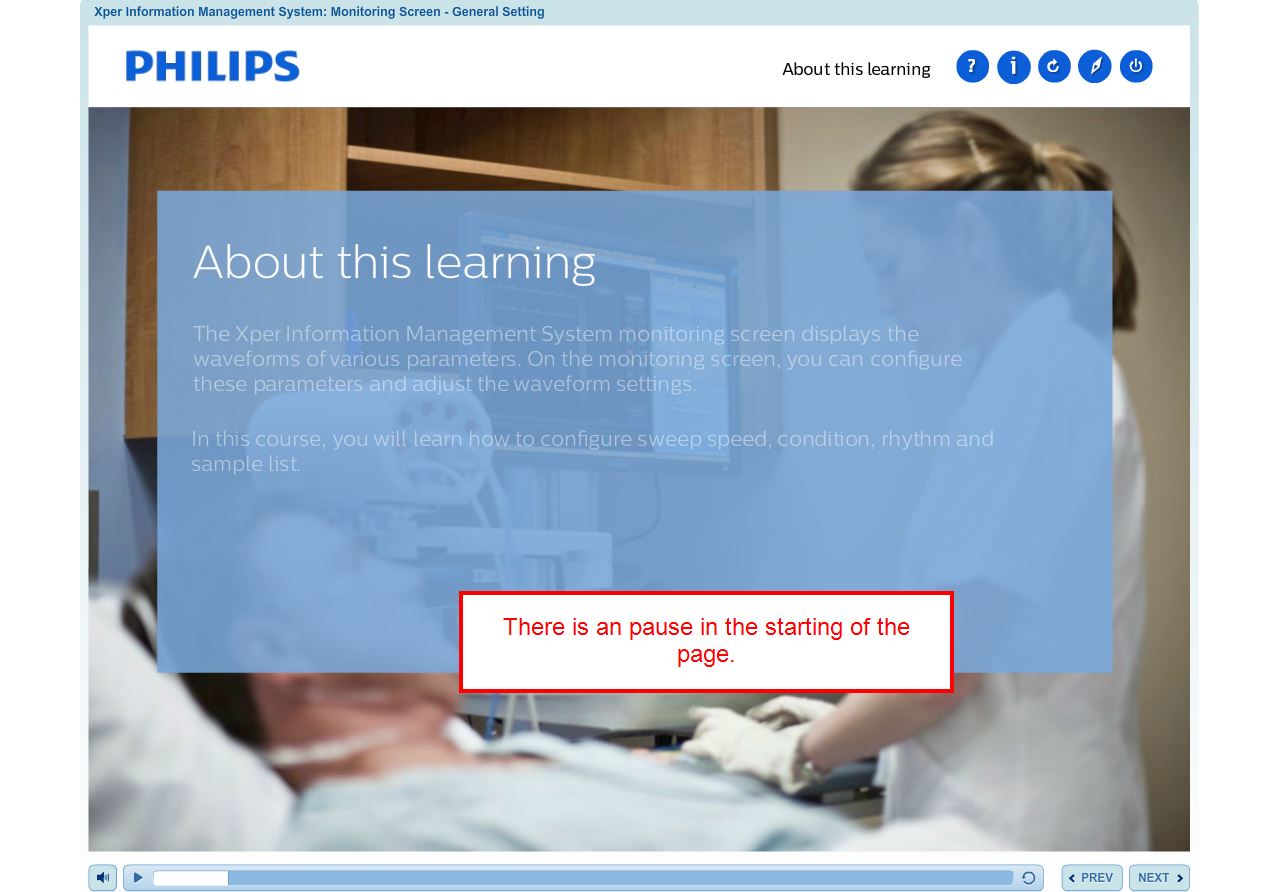 Xper Information Management System: Monitoring Screen - General Setting
PHILIPS
About this learning
About this learning
The Xper Information Management System monitoring screen displays the
waveforms of various parameters. On the monitoring screen, you can configure
these parameters and adjust the waveform settings.
In this course, you will learn how to configure sweep speed, condition, rhythm and
sample list.
There is an pause in the starting of the
page.
PREV
NEXT